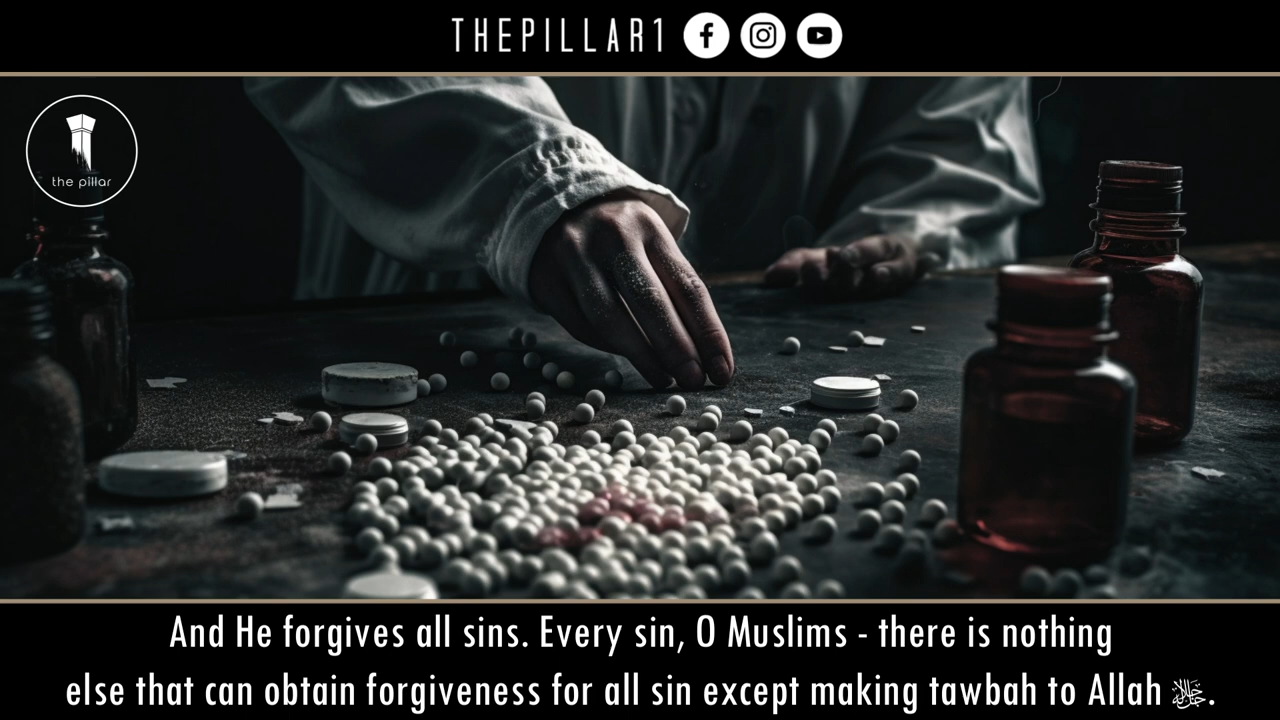 THEPILLAR1
the pillar
And He forgives all sins. Every sin, O Muslims - there is nothing
else that can obtain forgiveness for all sin except making tawbah to Allah ﷻ.